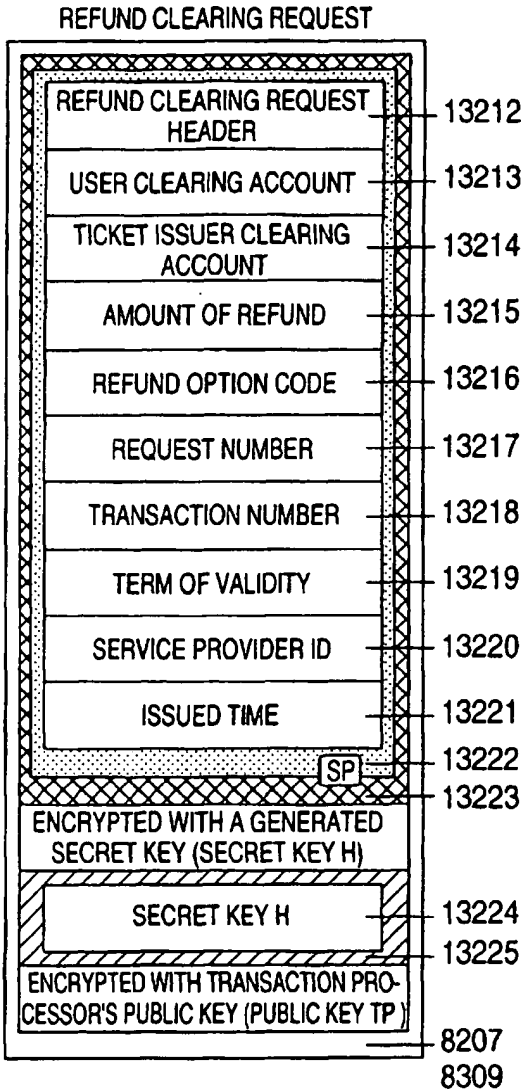 REFUND CLEARING REQUEST
REFUND CLEARING REQUEST
HEADER
13212
USER CLEARING ACCOUNT
13213
TICKET ISSUER CLEARING
ACCOUNT
13214
AMOUNT OF REFUND
13215
REFUND OPTION CODE
13216
REQUEST NUMBER
13217
TRANSACTION NUMBER
13218
TERM OF VALIDITY
13219
SERVICE PROVIDER ID
13220
ISSUED TIME
13221
SP
13222
13223
ENCRYPTED WITH A GENERATED
SECRET KEY (SECRET KEY H)
SECRET KEY H
13224
13225
ENCRYPTED WITH TRANSACTION PRO-
CESSOR'S PUBLIC KEY (PUBLIC KEY TP)
8207
8309